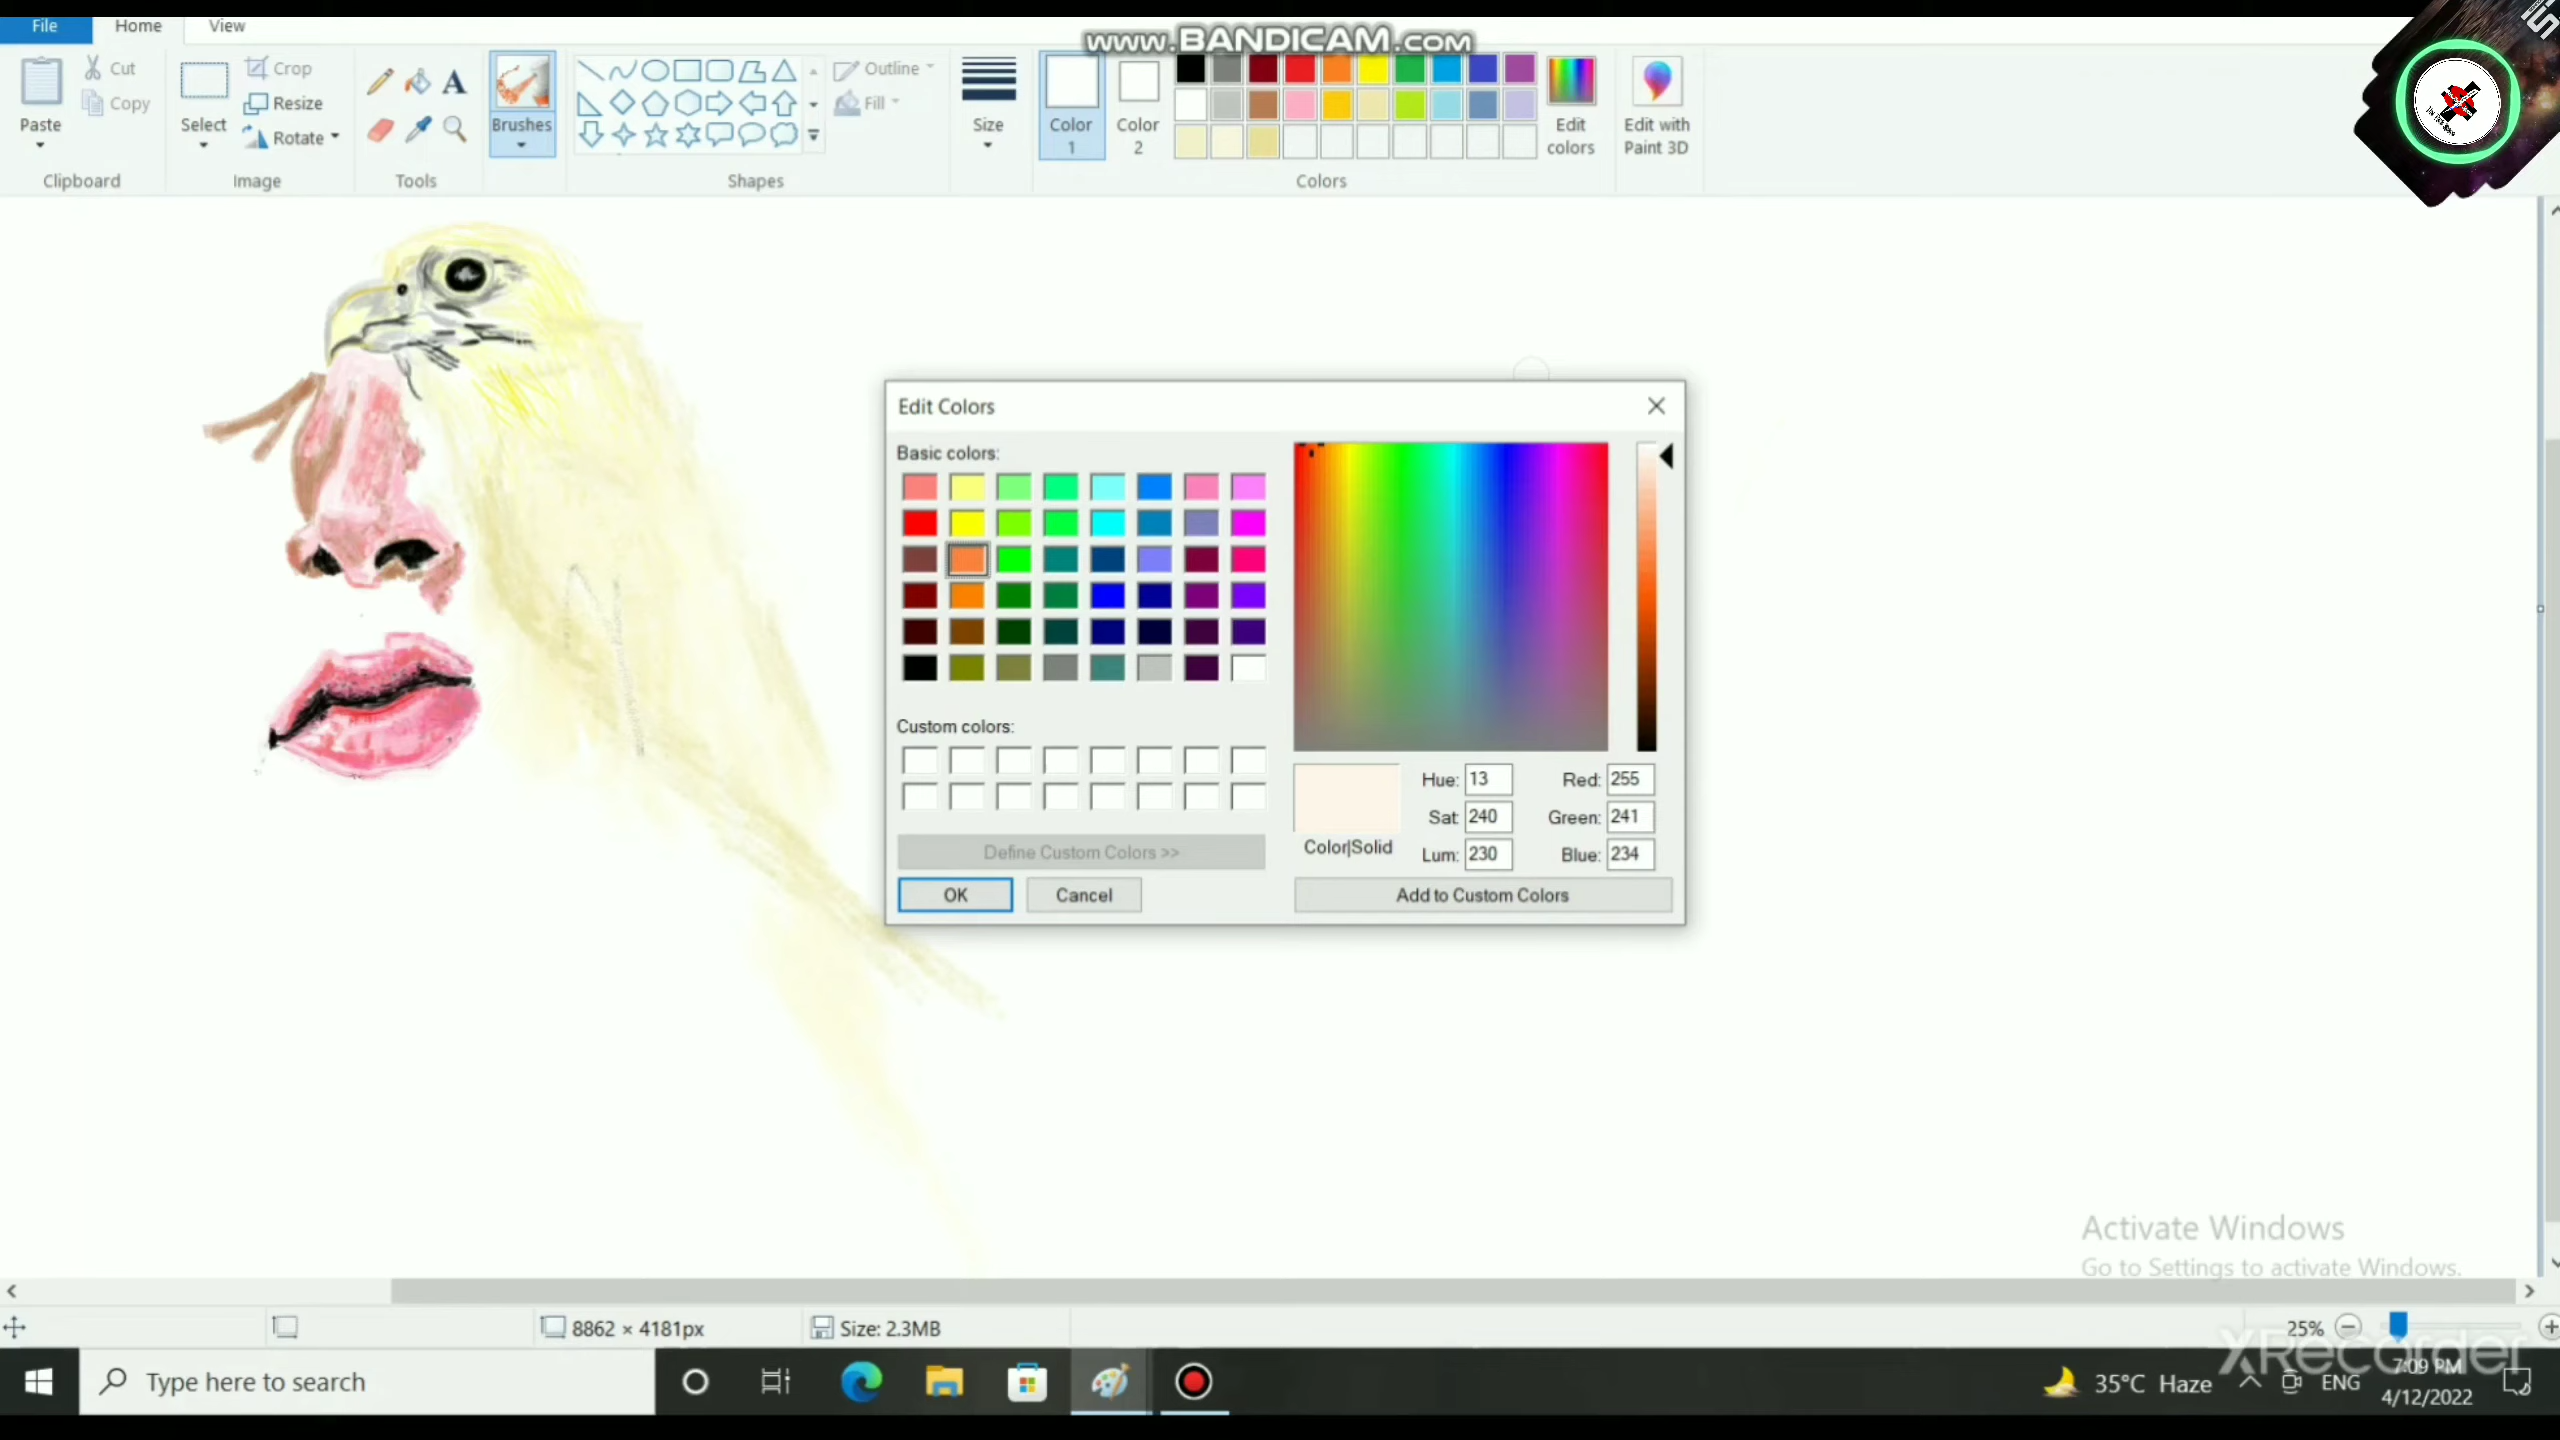 www.BANDICAM.com
File Home View
Paste
Cut
Copy
Clipboard
Select
Crop
Resize
Rotate
Image
Tools
Brushes
Shapes
Outline
Fill
Size
Color
1
Color
2
Edit
colors
Colors
Edit with
Paint 3D
Edit Colors
Basic colors:
Custom colors:
Define Custom Colors >>
OK Cancel
Color|Solid
Hue: 13 Red: 255
Sat: 240 Green: 241
Lum: 230 Blue: 234
Add to Custom Colors
Activate Windows
Go to Settings to activate Windows.
8862 × 4181px Size: 2.3MB 25%
XRecorder
Type here to search
35°C Haze ENG
7:09 PM
4/12/2022